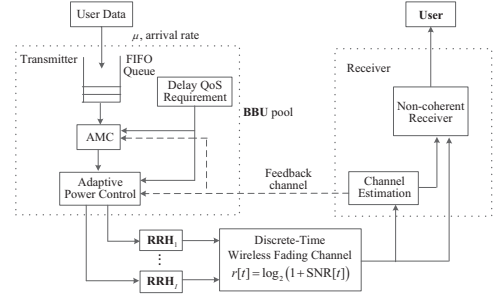 User Data
User
μ, arrival rate
Transmitter
FIFO
Queue
Receiver
Delay QoS
Requirement
BBU pool
Non-coherent
Receiver
AMC
Feedback
channel
Adaptive
Power Control
Channel
Estimation
RRH₁
⋮
RRH_I
Discrete-Time
Wireless Fading Channel
r[t] = log₂(1+SNR[t])